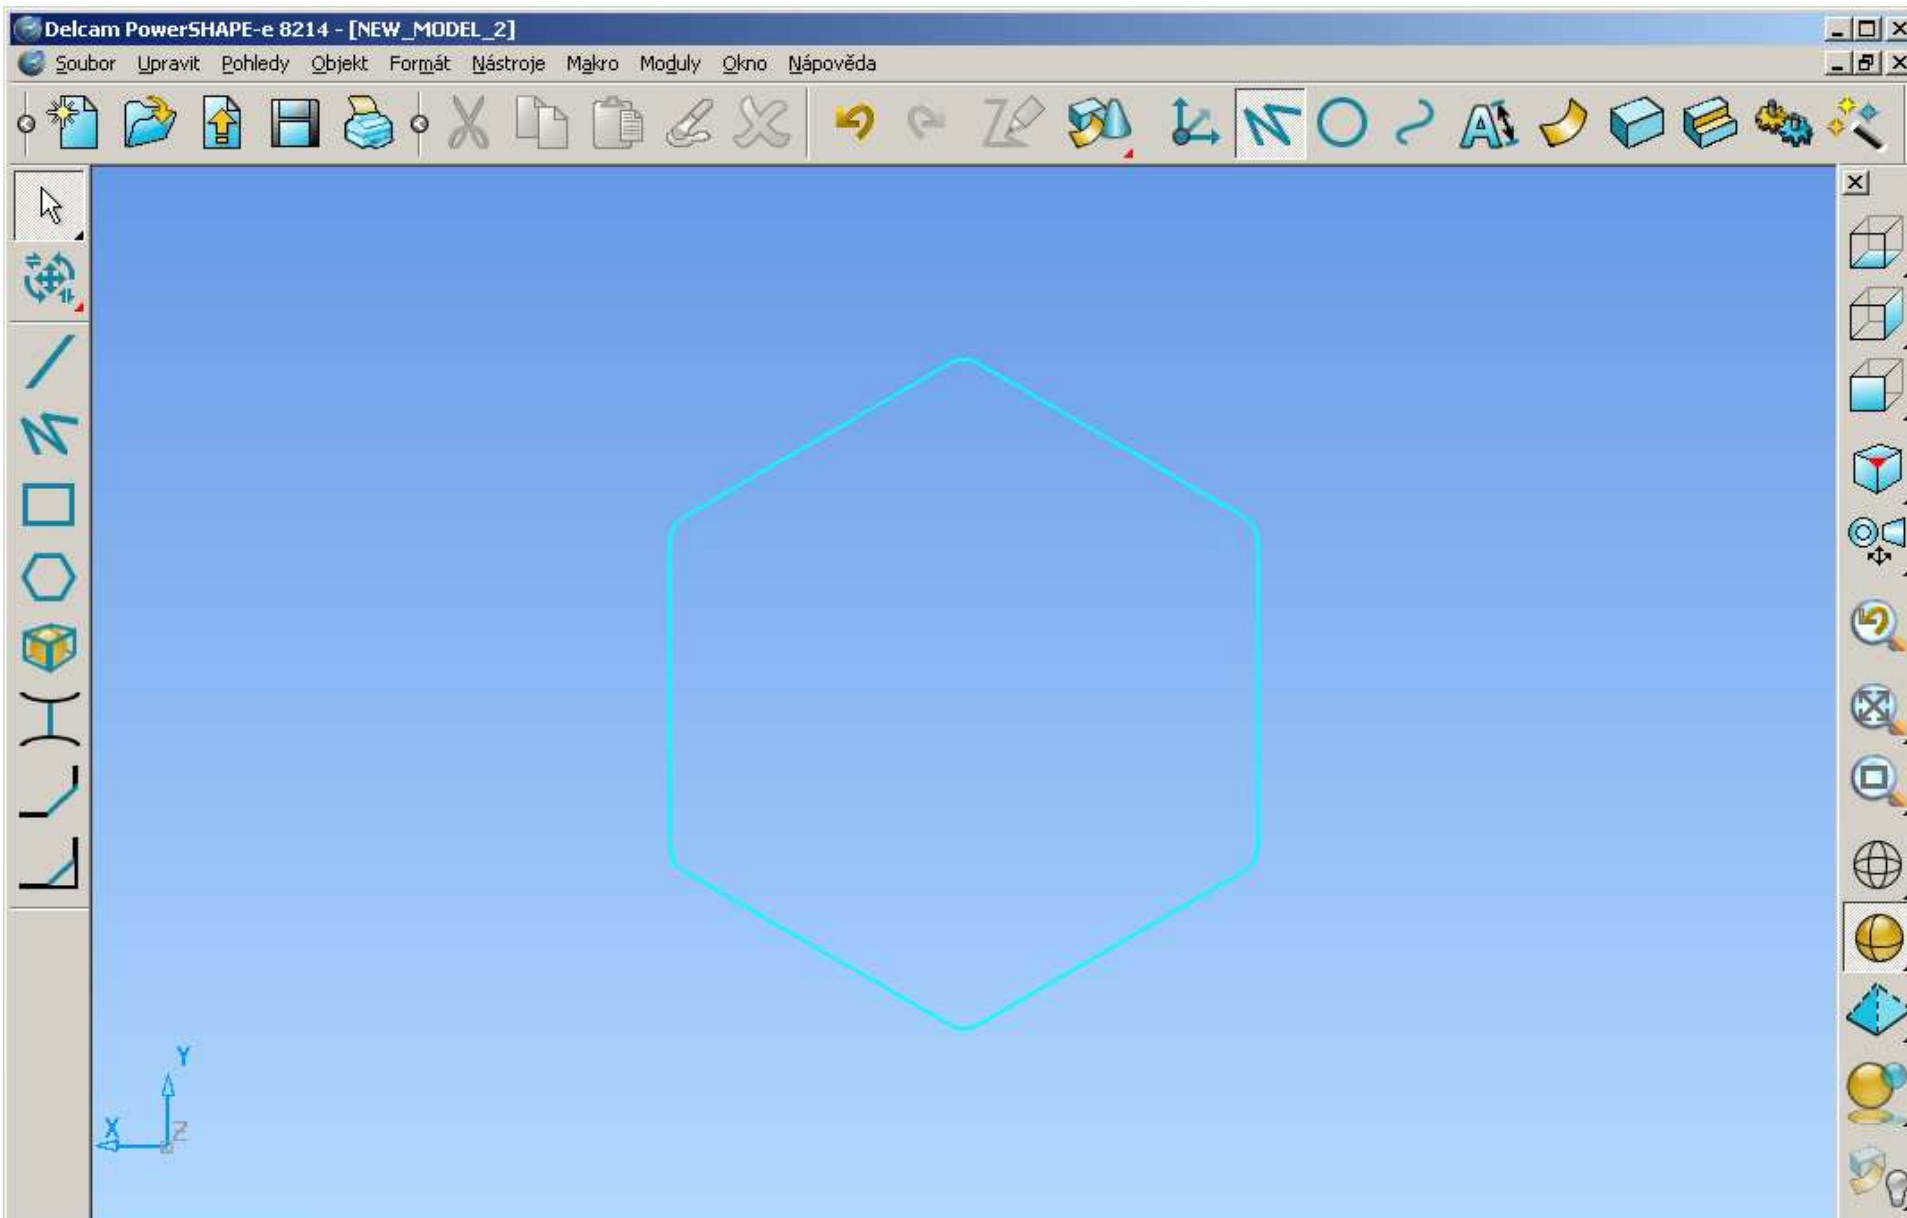 Delcam PowerSHAPE-e 8214 - [NEW_MODEL_2]
Soubor Upravit Pohledy Objekt Formát Nástroje Makro Moduly Okno Nápověda
Y
X Z